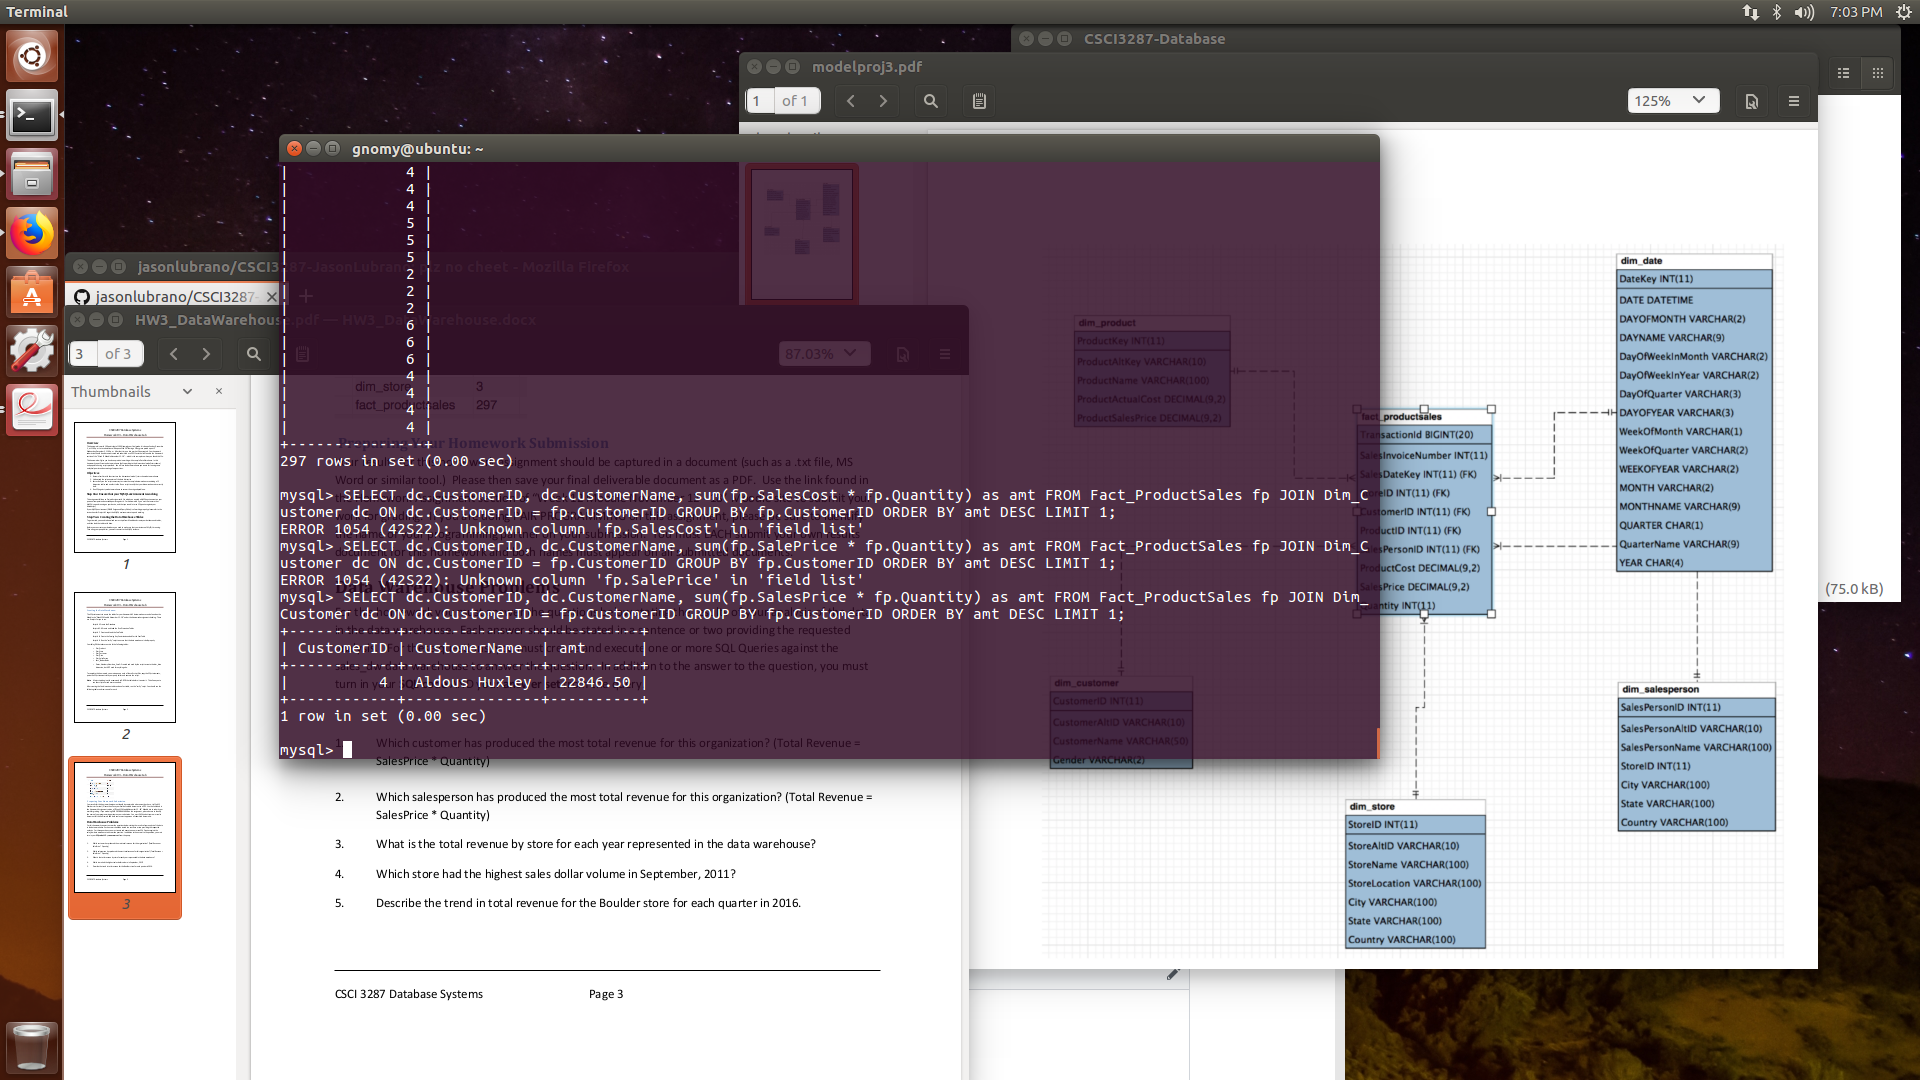 Terminal
7:03 PM
CSCI3287-Database
modelproj3.pdf
1 of 1
125%
gnomy@ubuntu: ~
| 4 |
| 4 |
| 4 |
| 5 |
| 5 |
| 5 |
| 2 |
| 2 |
| 2 |
| 6 |
| 6 |
| 6 |
| 4 |
| 4 |
| 4 |
| 4 |
+----------------+
297 rows in set (0.00 sec)
mysql> SELECT dc.CustomerID, dc.CustomerName, sum(fp.SalesCost * fp.Quantity) as amt FROM Fact_ProductSales fp JOIN Dim_C
ustomer dc ON dc.CustomerID = fp.CustomerID GROUP BY fp.CustomerID ORDER BY amt DESC LIMIT 1;
ERROR 1054 (42S22): Unknown column 'fp.SalesCost' in 'field list'
mysql> SELECT dc.CustomerID, dc.CustomerName, sum(fp.SalePrice * fp.Quantity) as amt FROM Fact_ProductSales fp JOIN Dim_C
ustomer dc ON dc.CustomerID = fp.CustomerID GROUP BY fp.CustomerID ORDER BY amt DESC LIMIT 1;
ERROR 1054 (42S22): Unknown column 'fp.SalePrice' in 'field list'
mysql> SELECT dc.CustomerID, dc.CustomerName, sum(fp.SalesPrice * fp.Quantity) as amt FROM Fact_ProductSales fp JOIN Dim_
Customer dc ON dc.CustomerID = fp.CustomerID GROUP BY fp.CustomerID ORDER BY amt DESC LIMIT 1;
+------------+---------------+----------+
| CustomerID | CustomerName | amt |
+------------+---------------+----------+
| 4 | Aldous Huxley | 22846.50 |
+------------+---------------+----------+
1 row in set (0.00 sec)
mysql>
jasonlubrano/CSCI3287-
HW3_DataWarehouse.pdf — HW3_DataWarehouse.docx
3 of 3
87.03%
Thumbnails
1
2
3
dim_store 3
fact_productsales 297
Preparing Your Homework Submission
Data Warehouse Problems
Which customer has produced the most total revenue for this organization? (Total Revenue =
SalesPrice * Quantity)
2. Which salesperson has produced the most total revenue for this organization? (Total Revenue =
SalesPrice * Quantity)
3. What is the total revenue by store for each year represented in the data warehouse?
4. Which store had the highest sales dollar volume in September, 2011?
5. Describe the trend in total revenue for the Boulder store for each quarter in 2016.
CSCI 3287 Database Systems Page 3
dim_product
ProductKey INT(11)
ProductAltKey VARCHAR(10)
ProductName VARCHAR(100)
ProductActualCost DECIMAL(9,2)
ProductSalesPrice DECIMAL(9,2)
fact_productsales
TransactionId BIGINT(20)
SalesInvoiceNumber INT(11)
SalesDateKey INT(11) (FK)
StoreID INT(11) (FK)
CustomerID INT(11) (FK)
ProductID INT(11) (FK)
SalesPersonID INT(11) (FK)
ProductCost DECIMAL(9,2)
SalesPrice DECIMAL(9,2)
Quantity INT(11)
dim_date
DateKey INT(11)
DATE DATETIME
DAYOFMONTH VARCHAR(2)
DAYNAME VARCHAR(9)
DayOfWeekInMonth VARCHAR(2)
DayOfWeekInYear VARCHAR(2)
DayOfQuarter VARCHAR(3)
DAYOFYEAR VARCHAR(3)
WeekOfMonth VARCHAR(1)
WeekOfQuarter VARCHAR(2)
WEEKOFYEAR VARCHAR(2)
MONTH VARCHAR(2)
MONTHNAME VARCHAR(9)
QUARTER CHAR(1)
QuarterName VARCHAR(9)
YEAR CHAR(4)
(75.0 kB)
dim_customer
CustomerID INT(11)
CustomerAltID VARCHAR(10)
CustomerName VARCHAR(50)
Gender VARCHAR(2)
dim_salesperson
SalesPersonID INT(11)
SalesPersonAltID VARCHAR(10)
SalesPersonName VARCHAR(100)
StoreID INT(11)
City VARCHAR(100)
State VARCHAR(100)
Country VARCHAR(100)
dim_store
StoreID INT(11)
StoreAltID VARCHAR(10)
StoreName VARCHAR(100)
StoreLocation VARCHAR(100)
City VARCHAR(100)
State VARCHAR(100)
Country VARCHAR(100)